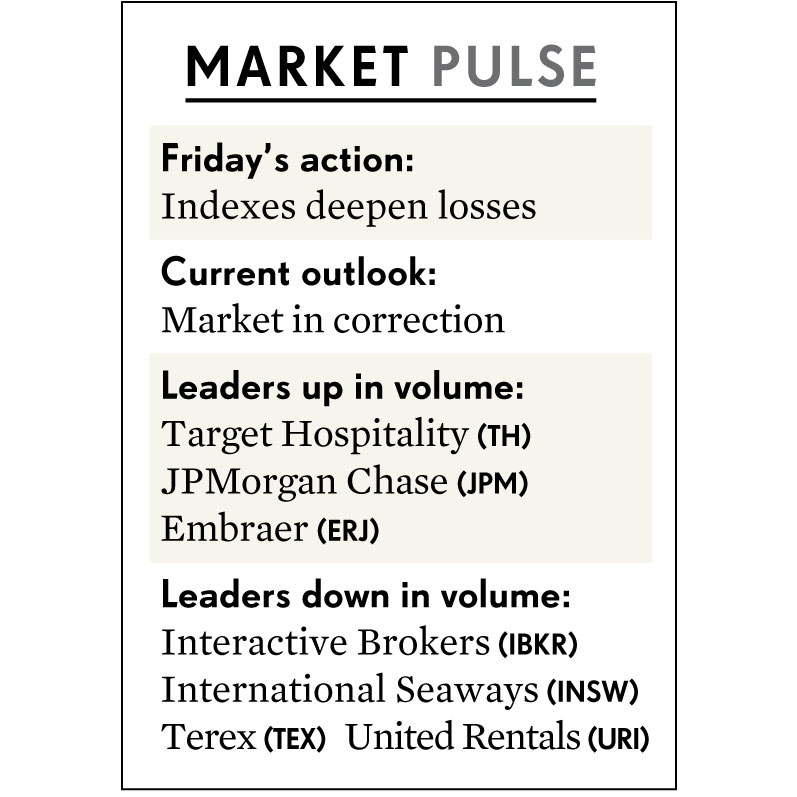 MARKET PULSE
Friday’s action:
Indexes deepen losses
Current outlook:
Market in correction
Leaders up in volume:
Target Hospitality (TH)
JPMorgan Chase (JPM)
Embraer (ERJ)
Leaders down in volume:
Interactive Brokers (IBKR)
International Seaways (INSW)
Terex (TEX) United Rentals (URI)